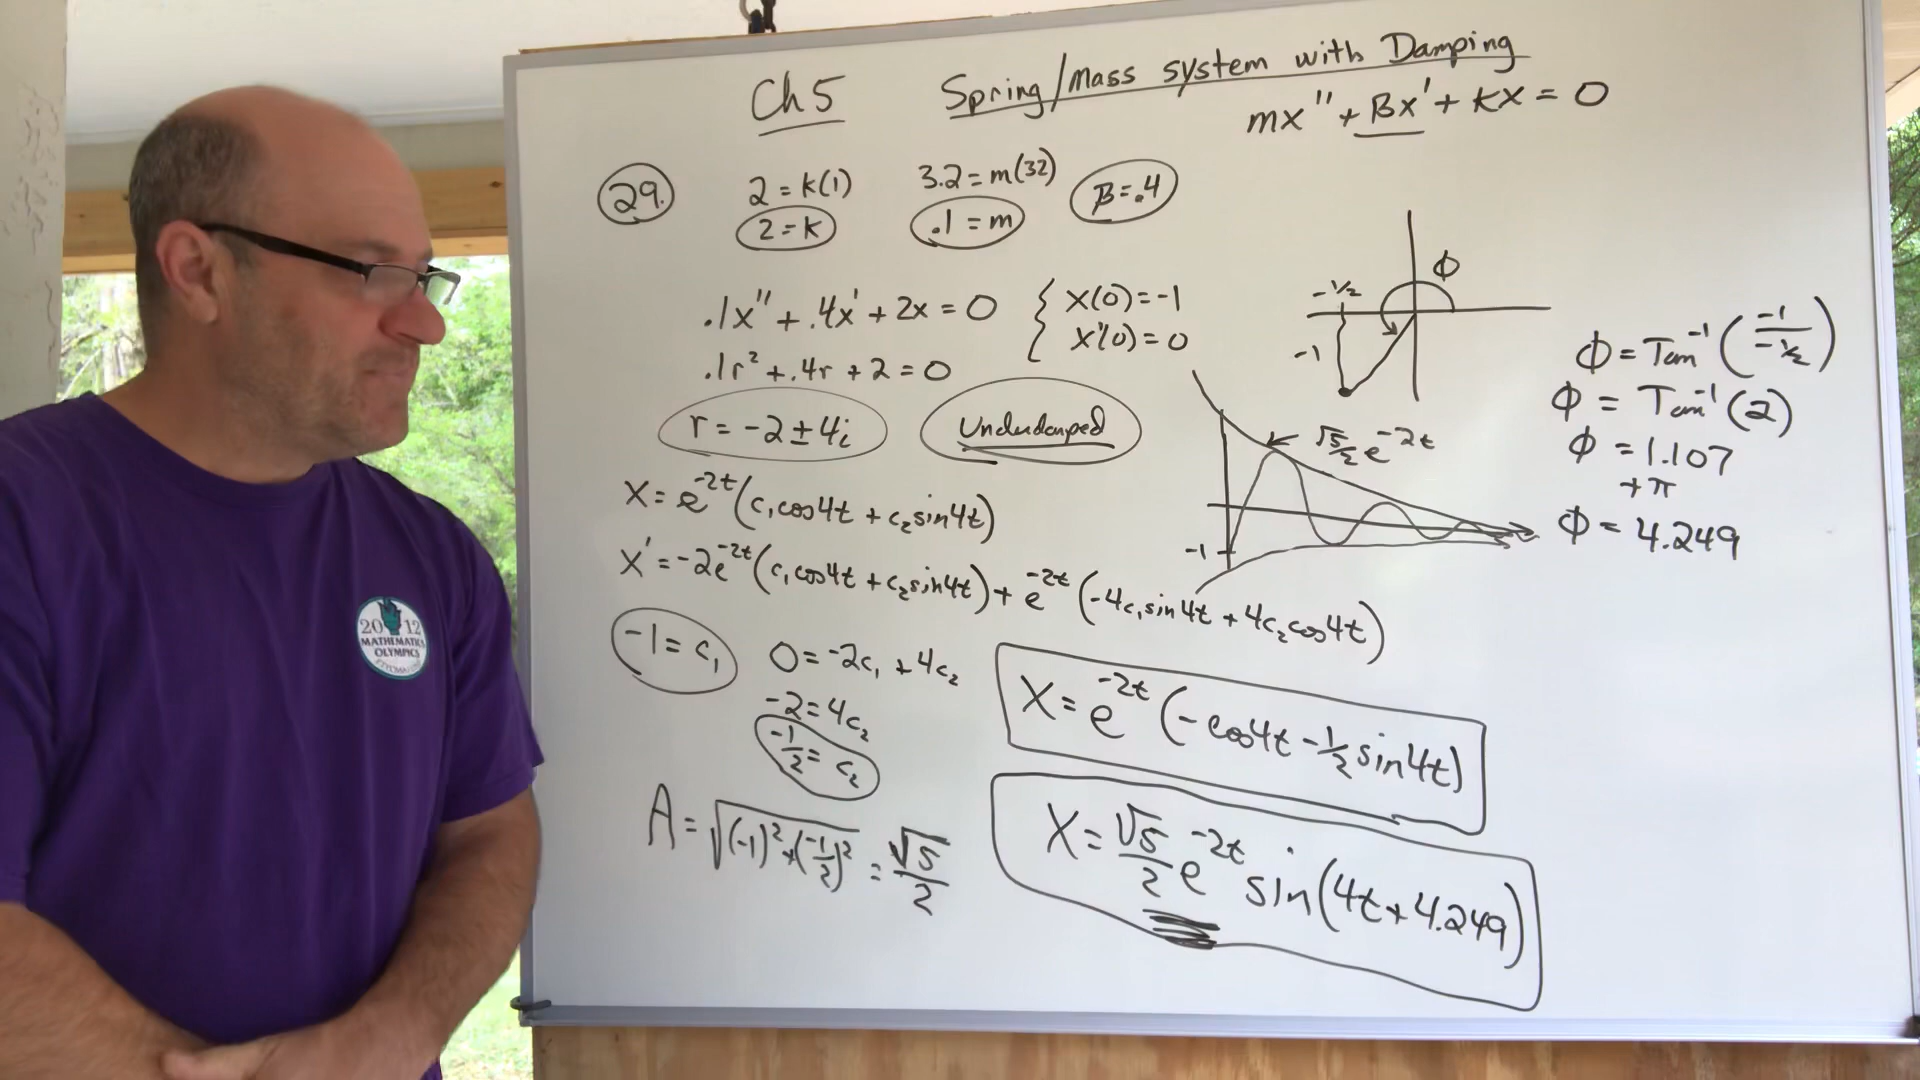 Ch 5 Spring/Mass system with Damping
mx'' + βx' + kx = 0
29. 2 = k(1) 3.2 = m(32) β = .4
2 = k .1 = m
.1x'' + .4x' + 2x = 0 { x(0) = -1
x'(0) = 0
.1r² + .4r + 2 = 0
r = -2 ± 4i Underdamped
x = e^-2t (c₁cos4t + c₂sin4t)
x' = -2e^-2t (c₁cos4t + c₂sin4t) + e^-2t (-4c₁sin4t + 4c₂cos4t)
-1 = c₁ 0 = -2c₁ + 4c₂
-2 = 4c₂
-1/2 = c₂
A = √((-1)² + (-1/2)²) = √5/2
ϕ
-1/2
-1
√5/2 e^-2t
-1
ϕ = Tan⁻¹(-1/-½)
ϕ = Tan⁻¹(2)
ϕ = 1.107
+π
ϕ = 4.249
x = e^-2t (-cos4t - 1/2 sin4t)
x = √5/2 e^-2t sin(4t + 4.249)
2012
MATHEMATICS
OLYMPICS